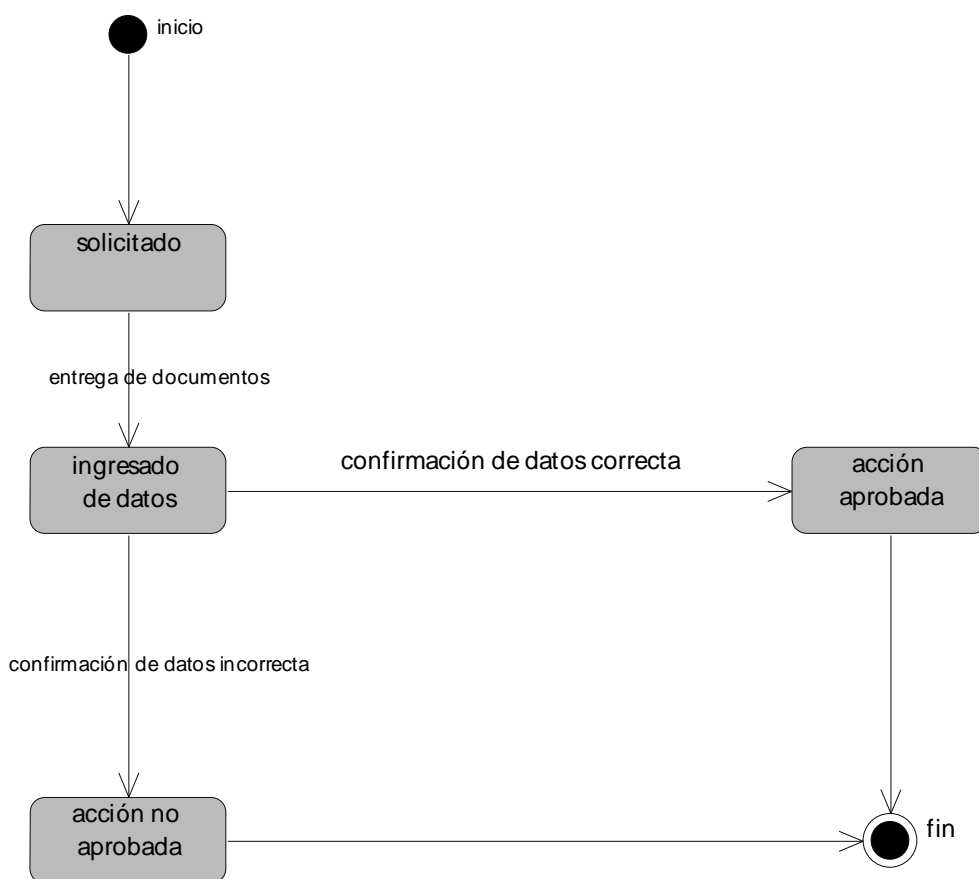 inicio
solicitado
entrega de documentos
ingresado
de datos
confirmación de datos correcta
acción
aprobada
confirmación de datos incorrecta
acción no
aprobada
fin